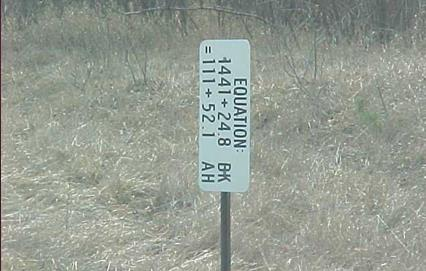 EQUATION:
1441+24.8 BK
=111+52.1 AH